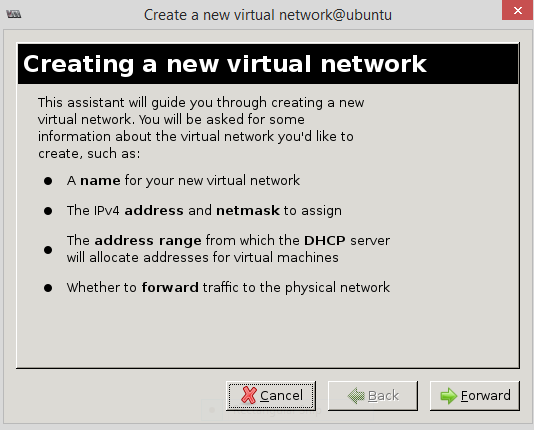 Create a new virtual network@ubuntu
Creating a new virtual network
This assistant will guide you through creating a new
virtual network. You will be asked for some
information about the virtual network you'd like to
create, such as:
● A name for your new virtual network
● The IPv4 address and netmask to assign
● The address range from which the DHCP server
will allocate addresses for virtual machines
● Whether to forward traffic to the physical network
Cancel Back Forward